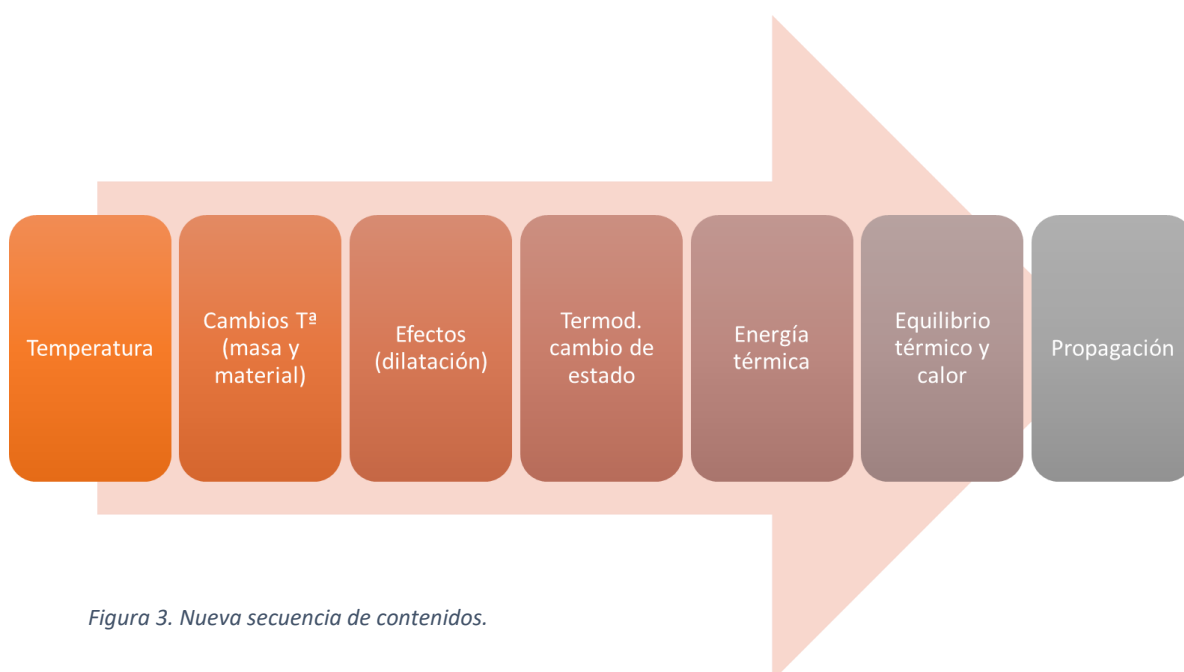 Temperatura
Cambios Tª
(masa y
material)
Efectos
(dilatación)
Termod.
cambio de
estado
Energía
térmica
Equilibrio
térmico y
calor
Propagación
Figura 3. Nueva secuencia de contenidos.